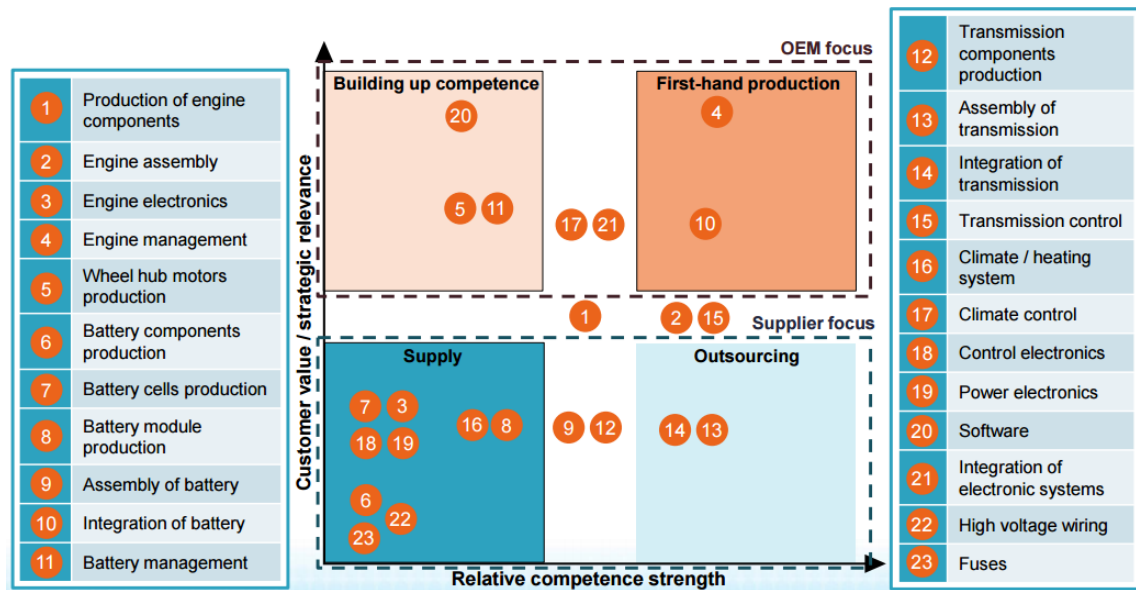 1 Production of engine
components
2 Engine assembly
3 Engine electronics
4 Engine management
5 Wheel hub motors
production
6 Battery components
production
7 Battery cells production
8 Battery module
production
9 Assembly of battery
10 Integration of battery
11 Battery management
Customer value / strategic relevance
OEM focus
Building up competence
First-hand production
20
4
5 11
17 21
10
1
2 15
Supplier focus
Supply
Outsourcing
7 3
16 8
9 12
14 13
18 19
6
22
23
Relative competence strength
12 Transmission
components
production
13 Assembly of
transmission
14 Integration of
transmission
15 Transmission control
16 Climate / heating
system
17 Climate control
18 Control electronics
19 Power electronics
20 Software
21 Integration of
electronic systems
22 High voltage wiring
23 Fuses